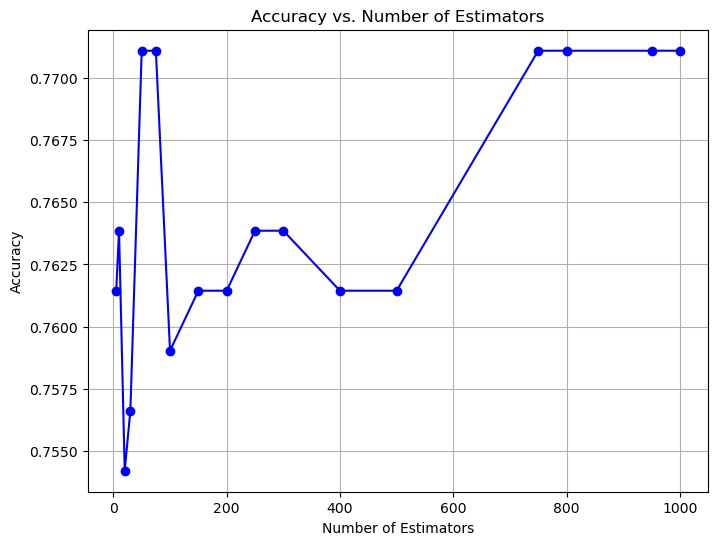 Accuracy vs. Number of Estimators
0.7700
0.7675
0.7650
0.7625
0.7600
0.7575
0.7550
Accuracy
0 200 400 600 800 1000
Number of Estimators